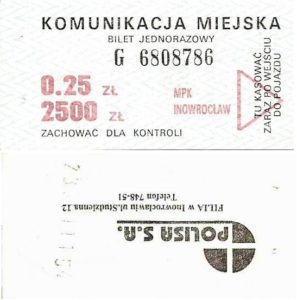 KOMUNIKACJA MIEJSKA
BILET JEDNORAZOWY
G 6808786
0.25 ZŁ
2500 ZŁ
MPK
INOWROCŁAW
ZACHOWAĆ DLA KONTROLI
TU KASOWAĆ
ZARAZ PO WEJŚCIU
DO POJAZDU
POLISA S.A.
FILIA w Inowrocławiu ul. Studzienna 12
Telefon 748-51